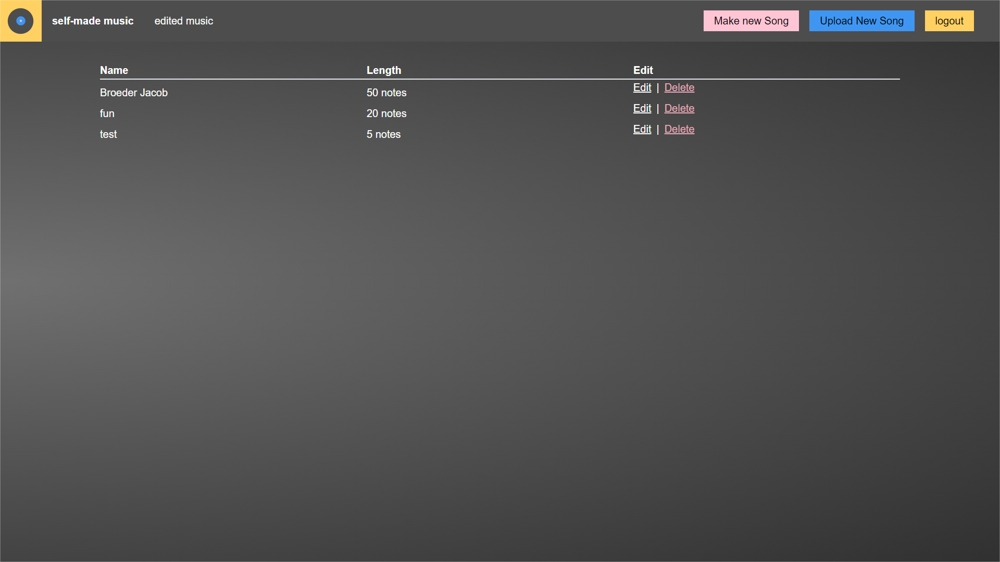 self-made music edited music Make new Song Upload New Song logout
Name Length Edit
Broeder Jacob 50 notes Edit | Delete
fun 20 notes Edit | Delete
test 5 notes Edit | Delete